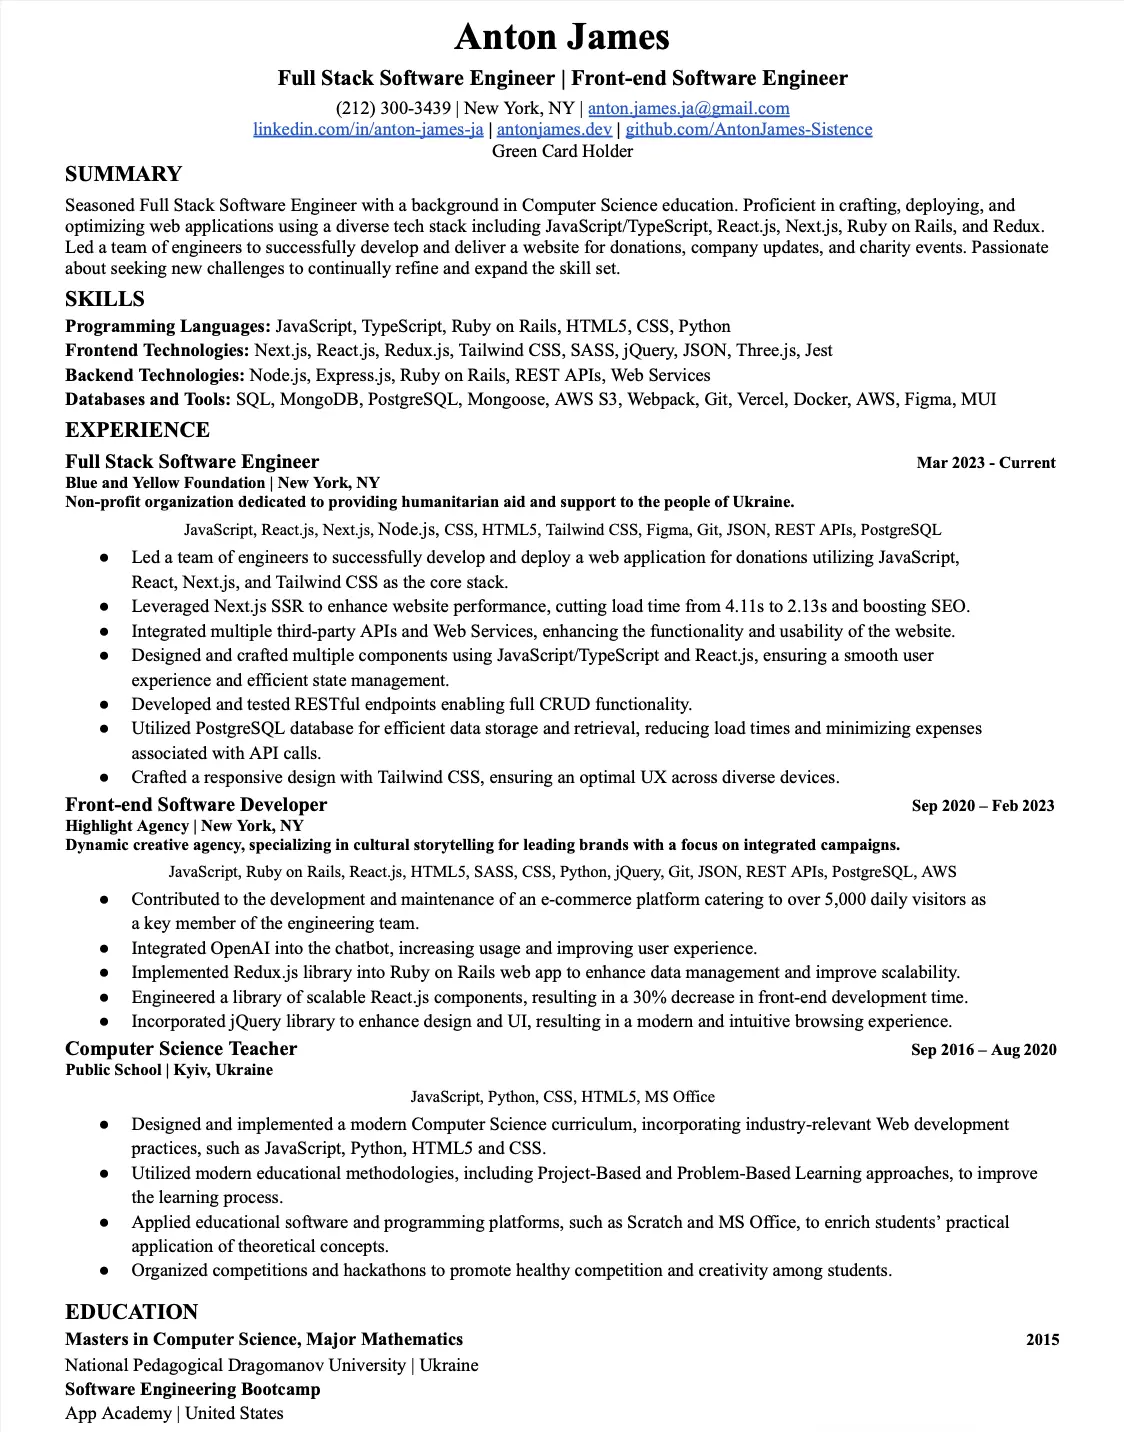 Anton James
Full Stack Software Engineer | Front-end Software Engineer
(212) 300-3439 | New York, NY | anton.james.ja@gmail.com
linkedin.com/in/anton-james-ja | antonjames.dev | github.com/AntonJames-Sistence
Green Card Holder
SUMMARY
Seasoned Full Stack Software Engineer with a background in Computer Science education. Proficient in crafting, deploying, and
optimizing web applications using a diverse tech stack including JavaScript/TypeScript, React.js, Next.js, Ruby on Rails, and Redux.
Led a team of engineers to successfully develop and deliver a website for donations, company updates, and charity events. Passionate
about seeking new challenges to continually refine and expand the skill set.
SKILLS
Programming Languages: JavaScript, TypeScript, Ruby on Rails, HTML5, CSS, Python
Frontend Technologies: Next.js, React.js, Redux.js, Tailwind CSS, SASS, jQuery, JSON, Three.js, Jest
Backend Technologies: Node.js, Express.js, Ruby on Rails, REST APIs, Web Services
Databases and Tools: SQL, MongoDB, PostgreSQL, Mongoose, AWS S3, Webpack, Git, Vercel, Docker, AWS, Figma, MUI
EXPERIENCE
Full Stack Software Engineer Mar 2023 - Current
Blue and Yellow Foundation | New York, NY
Non-profit organization dedicated to providing humanitarian aid and support to the people of Ukraine.
JavaScript, React.js, Next.js, Node.js, CSS, HTML5, Tailwind CSS, Figma, Git, JSON, REST APIs, PostgreSQL
● Led a team of engineers to successfully develop and deploy a web application for donations utilizing JavaScript,
React, Next.js, and Tailwind CSS as the core stack.
● Leveraged Next.js SSR to enhance website performance, cutting load time from 4.11s to 2.13s and boosting SEO.
● Integrated multiple third-party APIs and Web Services, enhancing the functionality and usability of the website.
● Designed and crafted multiple components using JavaScript/TypeScript and React.js, ensuring a smooth user
experience and efficient state management.
● Developed and tested RESTful endpoints enabling full CRUD functionality.
● Utilized PostgreSQL database for efficient data storage and retrieval, reducing load times and minimizing expenses
associated with API calls.
● Crafted a responsive design with Tailwind CSS, ensuring an optimal UX across diverse devices.
Front-end Software Developer Sep 2020 – Feb 2023
Highlight Agency | New York, NY
Dynamic creative agency, specializing in cultural storytelling for leading brands with a focus on integrated campaigns.
JavaScript, Ruby on Rails, React.js, HTML5, SASS, CSS, Python, jQuery, Git, JSON, REST APIs, PostgreSQL, AWS
● Contributed to the development and maintenance of an e-commerce platform catering to over 5,000 daily visitors as
a key member of the engineering team.
● Integrated OpenAI into the chatbot, increasing usage and improving user experience.
● Implemented Redux.js library into Ruby on Rails web app to enhance data management and improve scalability.
● Engineered a library of scalable React.js components, resulting in a 30% decrease in front-end development time.
● Incorporated jQuery library to enhance design and UI, resulting in a modern and intuitive browsing experience.
Computer Science Teacher Sep 2016 – Aug 2020
Public School | Kyiv, Ukraine
JavaScript, Python, CSS, HTML5, MS Office
● Designed and implemented a modern Computer Science curriculum, incorporating industry-relevant Web development
practices, such as JavaScript, Python, HTML5 and CSS.
● Utilized modern educational methodologies, including Project-Based and Problem-Based Learning approaches, to improve
the learning process.
● Applied educational software and programming platforms, such as Scratch and MS Office, to enrich students’ practical
application of theoretical concepts.
● Organized competitions and hackathons to promote healthy competition and creativity among students.
EDUCATION
Masters in Computer Science, Major Mathematics 2015
National Pedagogical Dragomanov University | Ukraine
Software Engineering Bootcamp
App Academy | United States